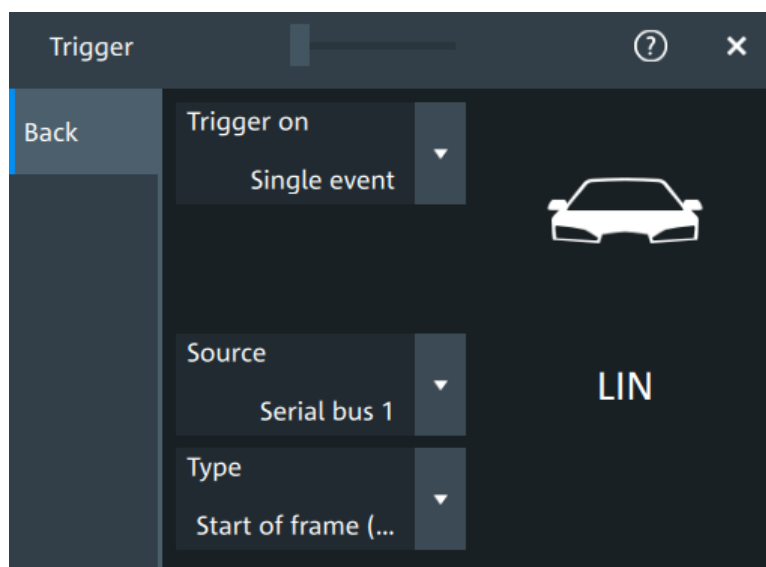 Trigger
?
×
Back
Trigger on
Single event
Source
Serial bus 1
LIN
Type
Start of frame (...